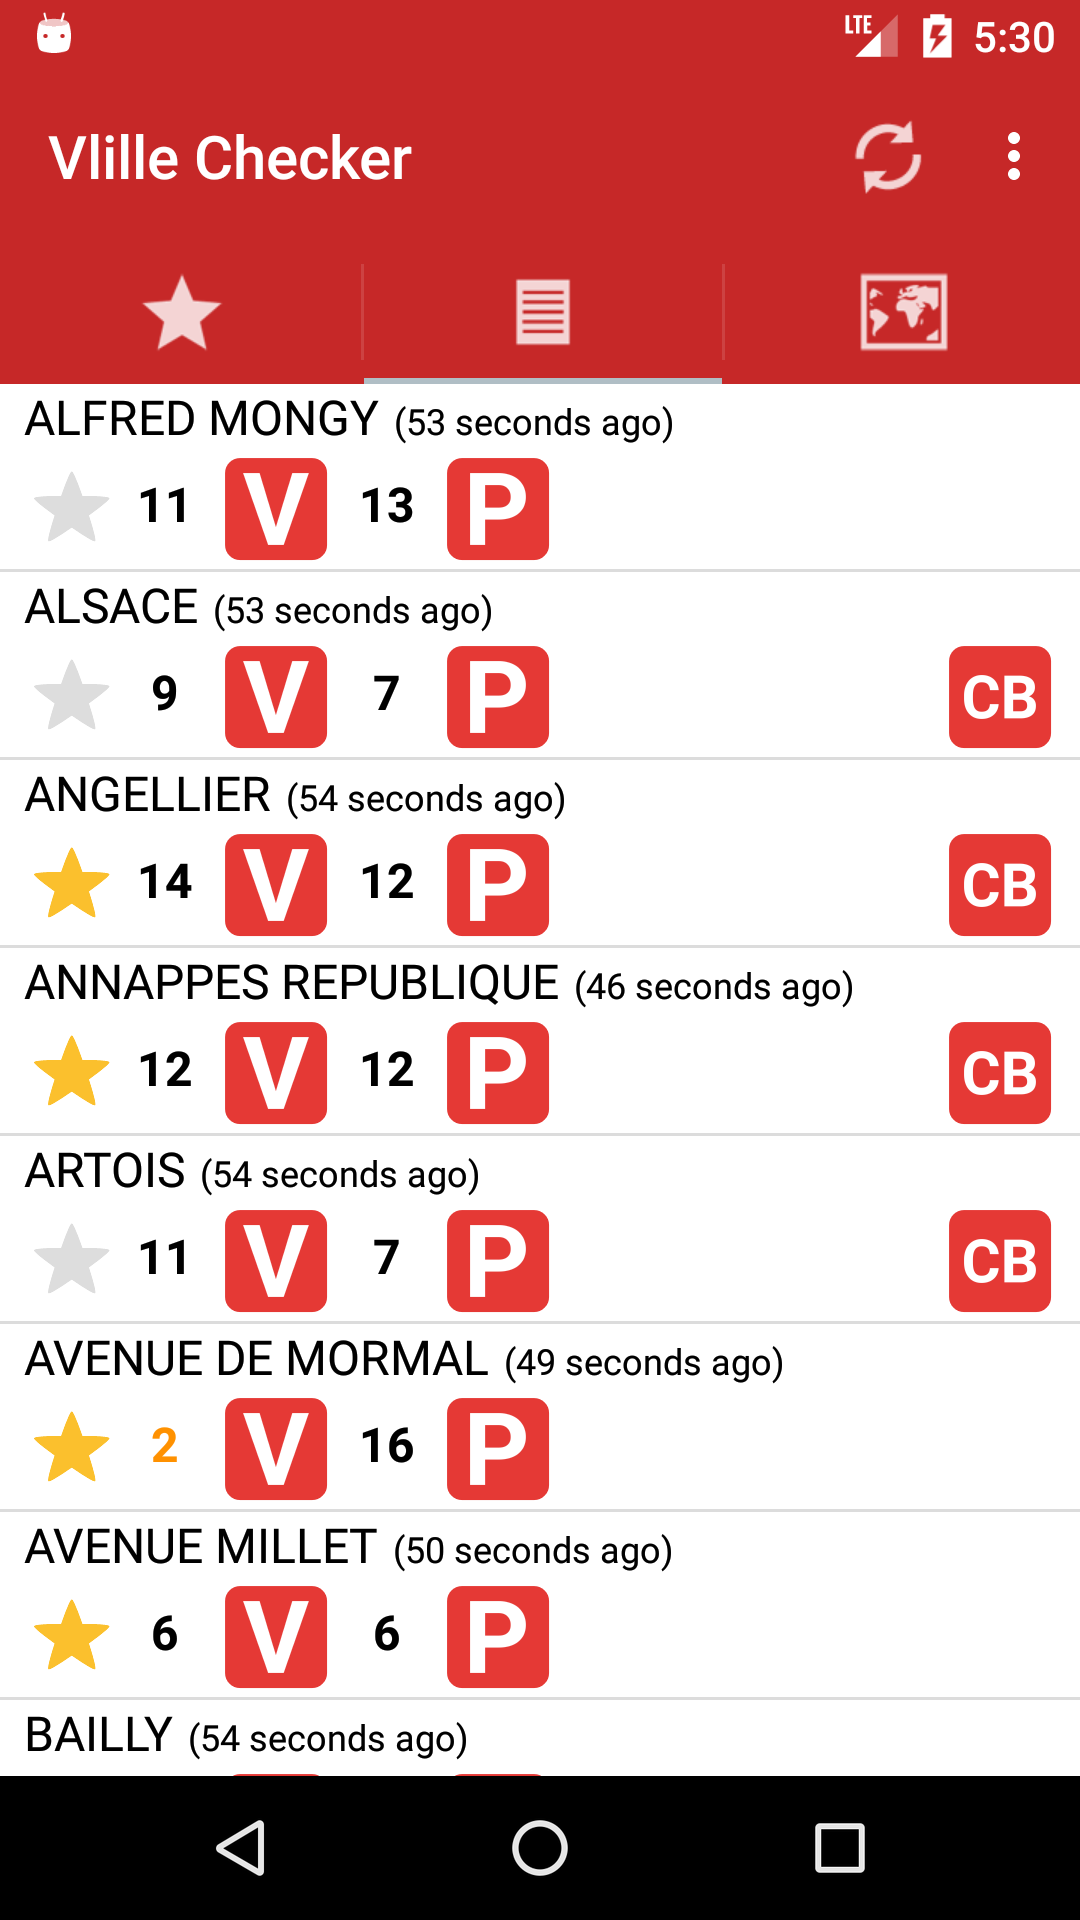 LTE 5:30
Vlille Checker
ALFRED MONGY (53 seconds ago)
11 V 13 P
ALSACE (53 seconds ago)
9 V 7 P CB
ANGELLIER (54 seconds ago)
14 V 12 P CB
ANNAPPES REPUBLIQUE (46 seconds ago)
12 V 12 P CB
ARTOIS (54 seconds ago)
11 V 7 P CB
AVENUE DE MORMAL (49 seconds ago)
2 V 16 P
AVENUE MILLET (50 seconds ago)
6 V 6 P
BAILLY (54 seconds ago)